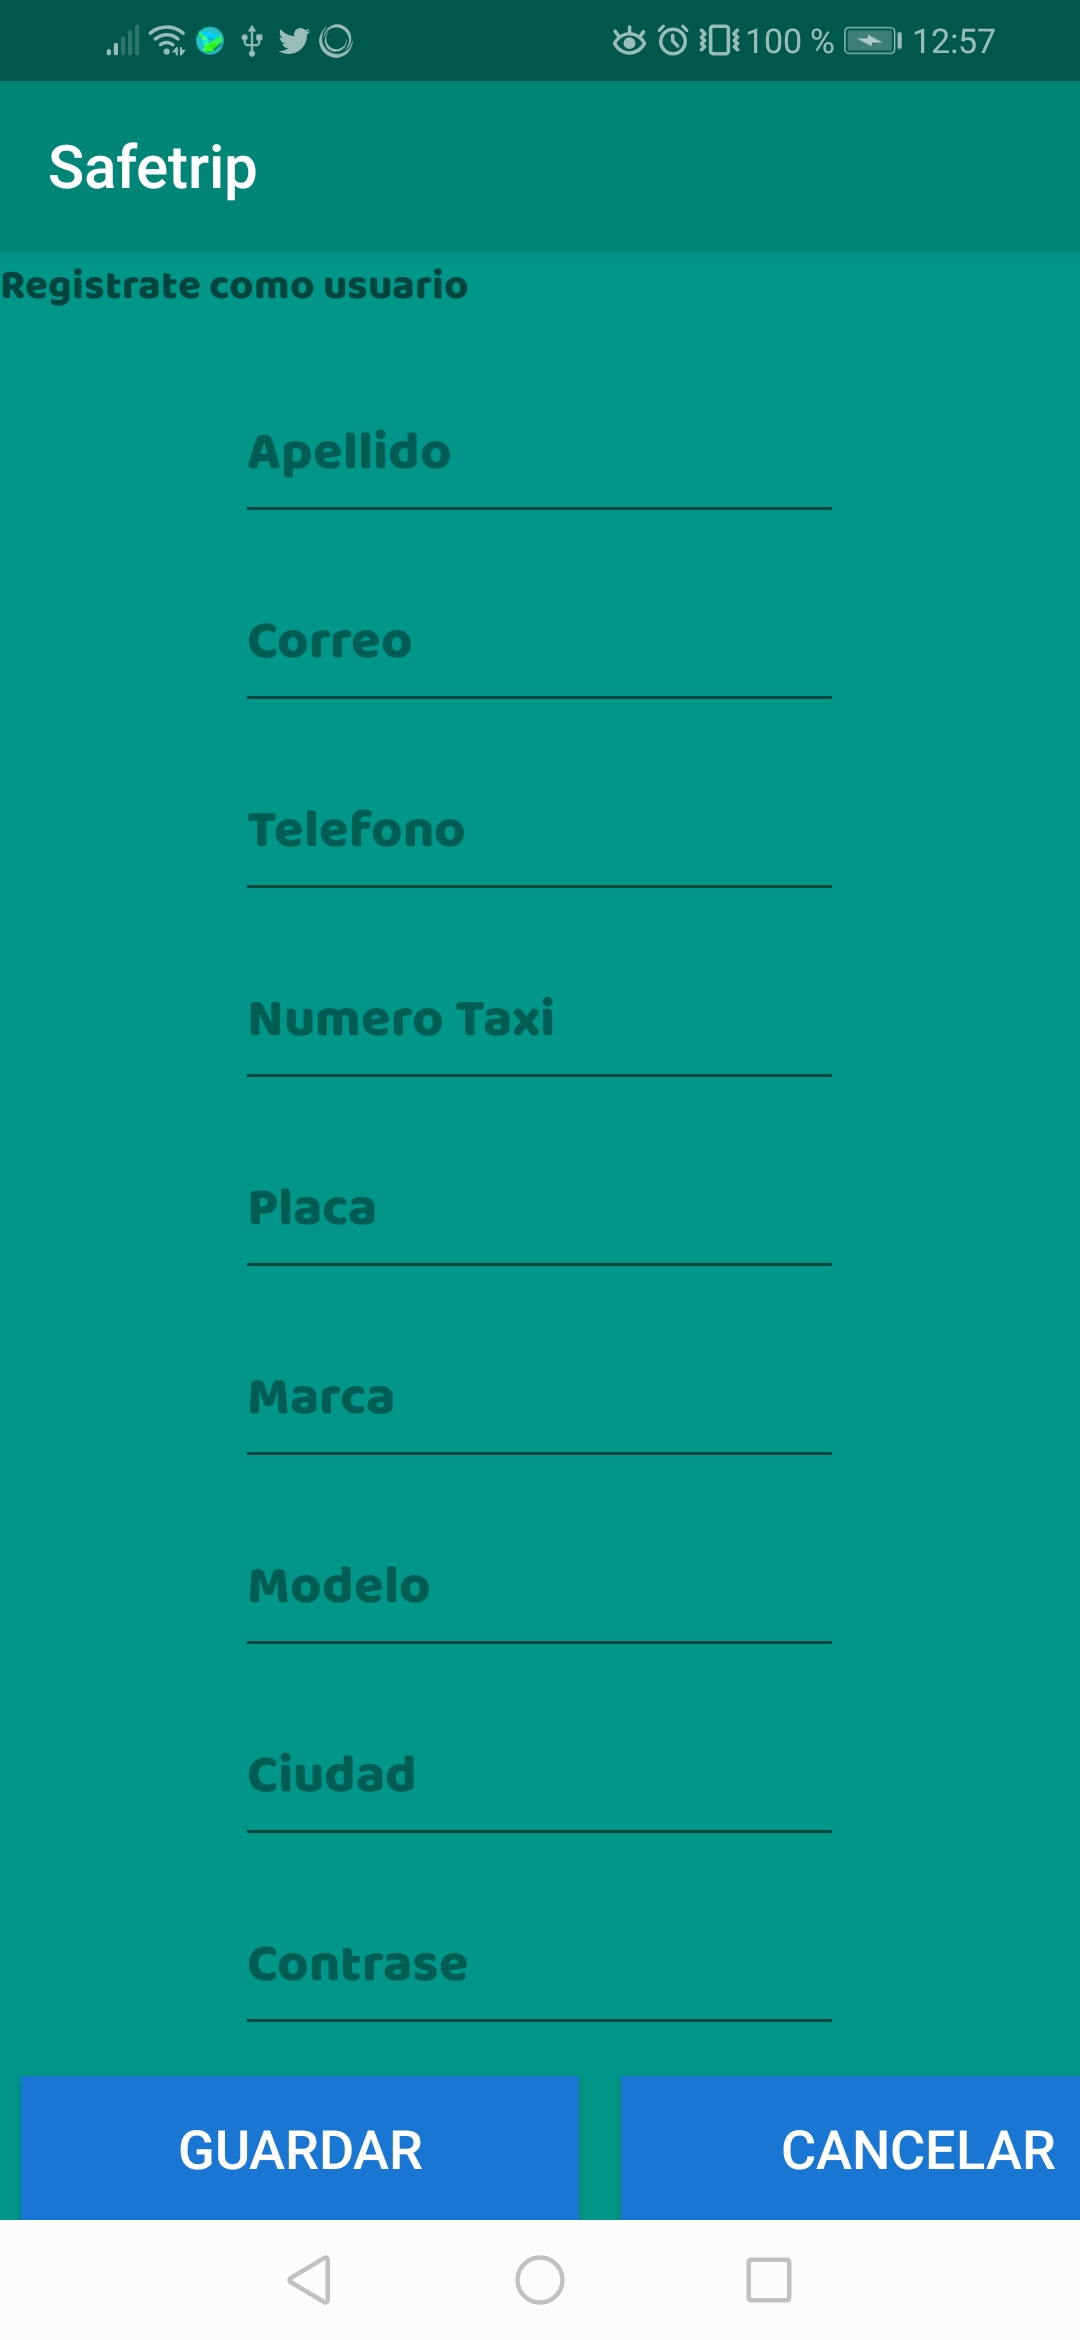 100 % 12:57
Safetrip
Registrate como usuario
Apellido
Correo
Telefono
Numero Taxi
Placa
Marca
Modelo
Ciudad
Contrase
GUARDAR CANCELAR